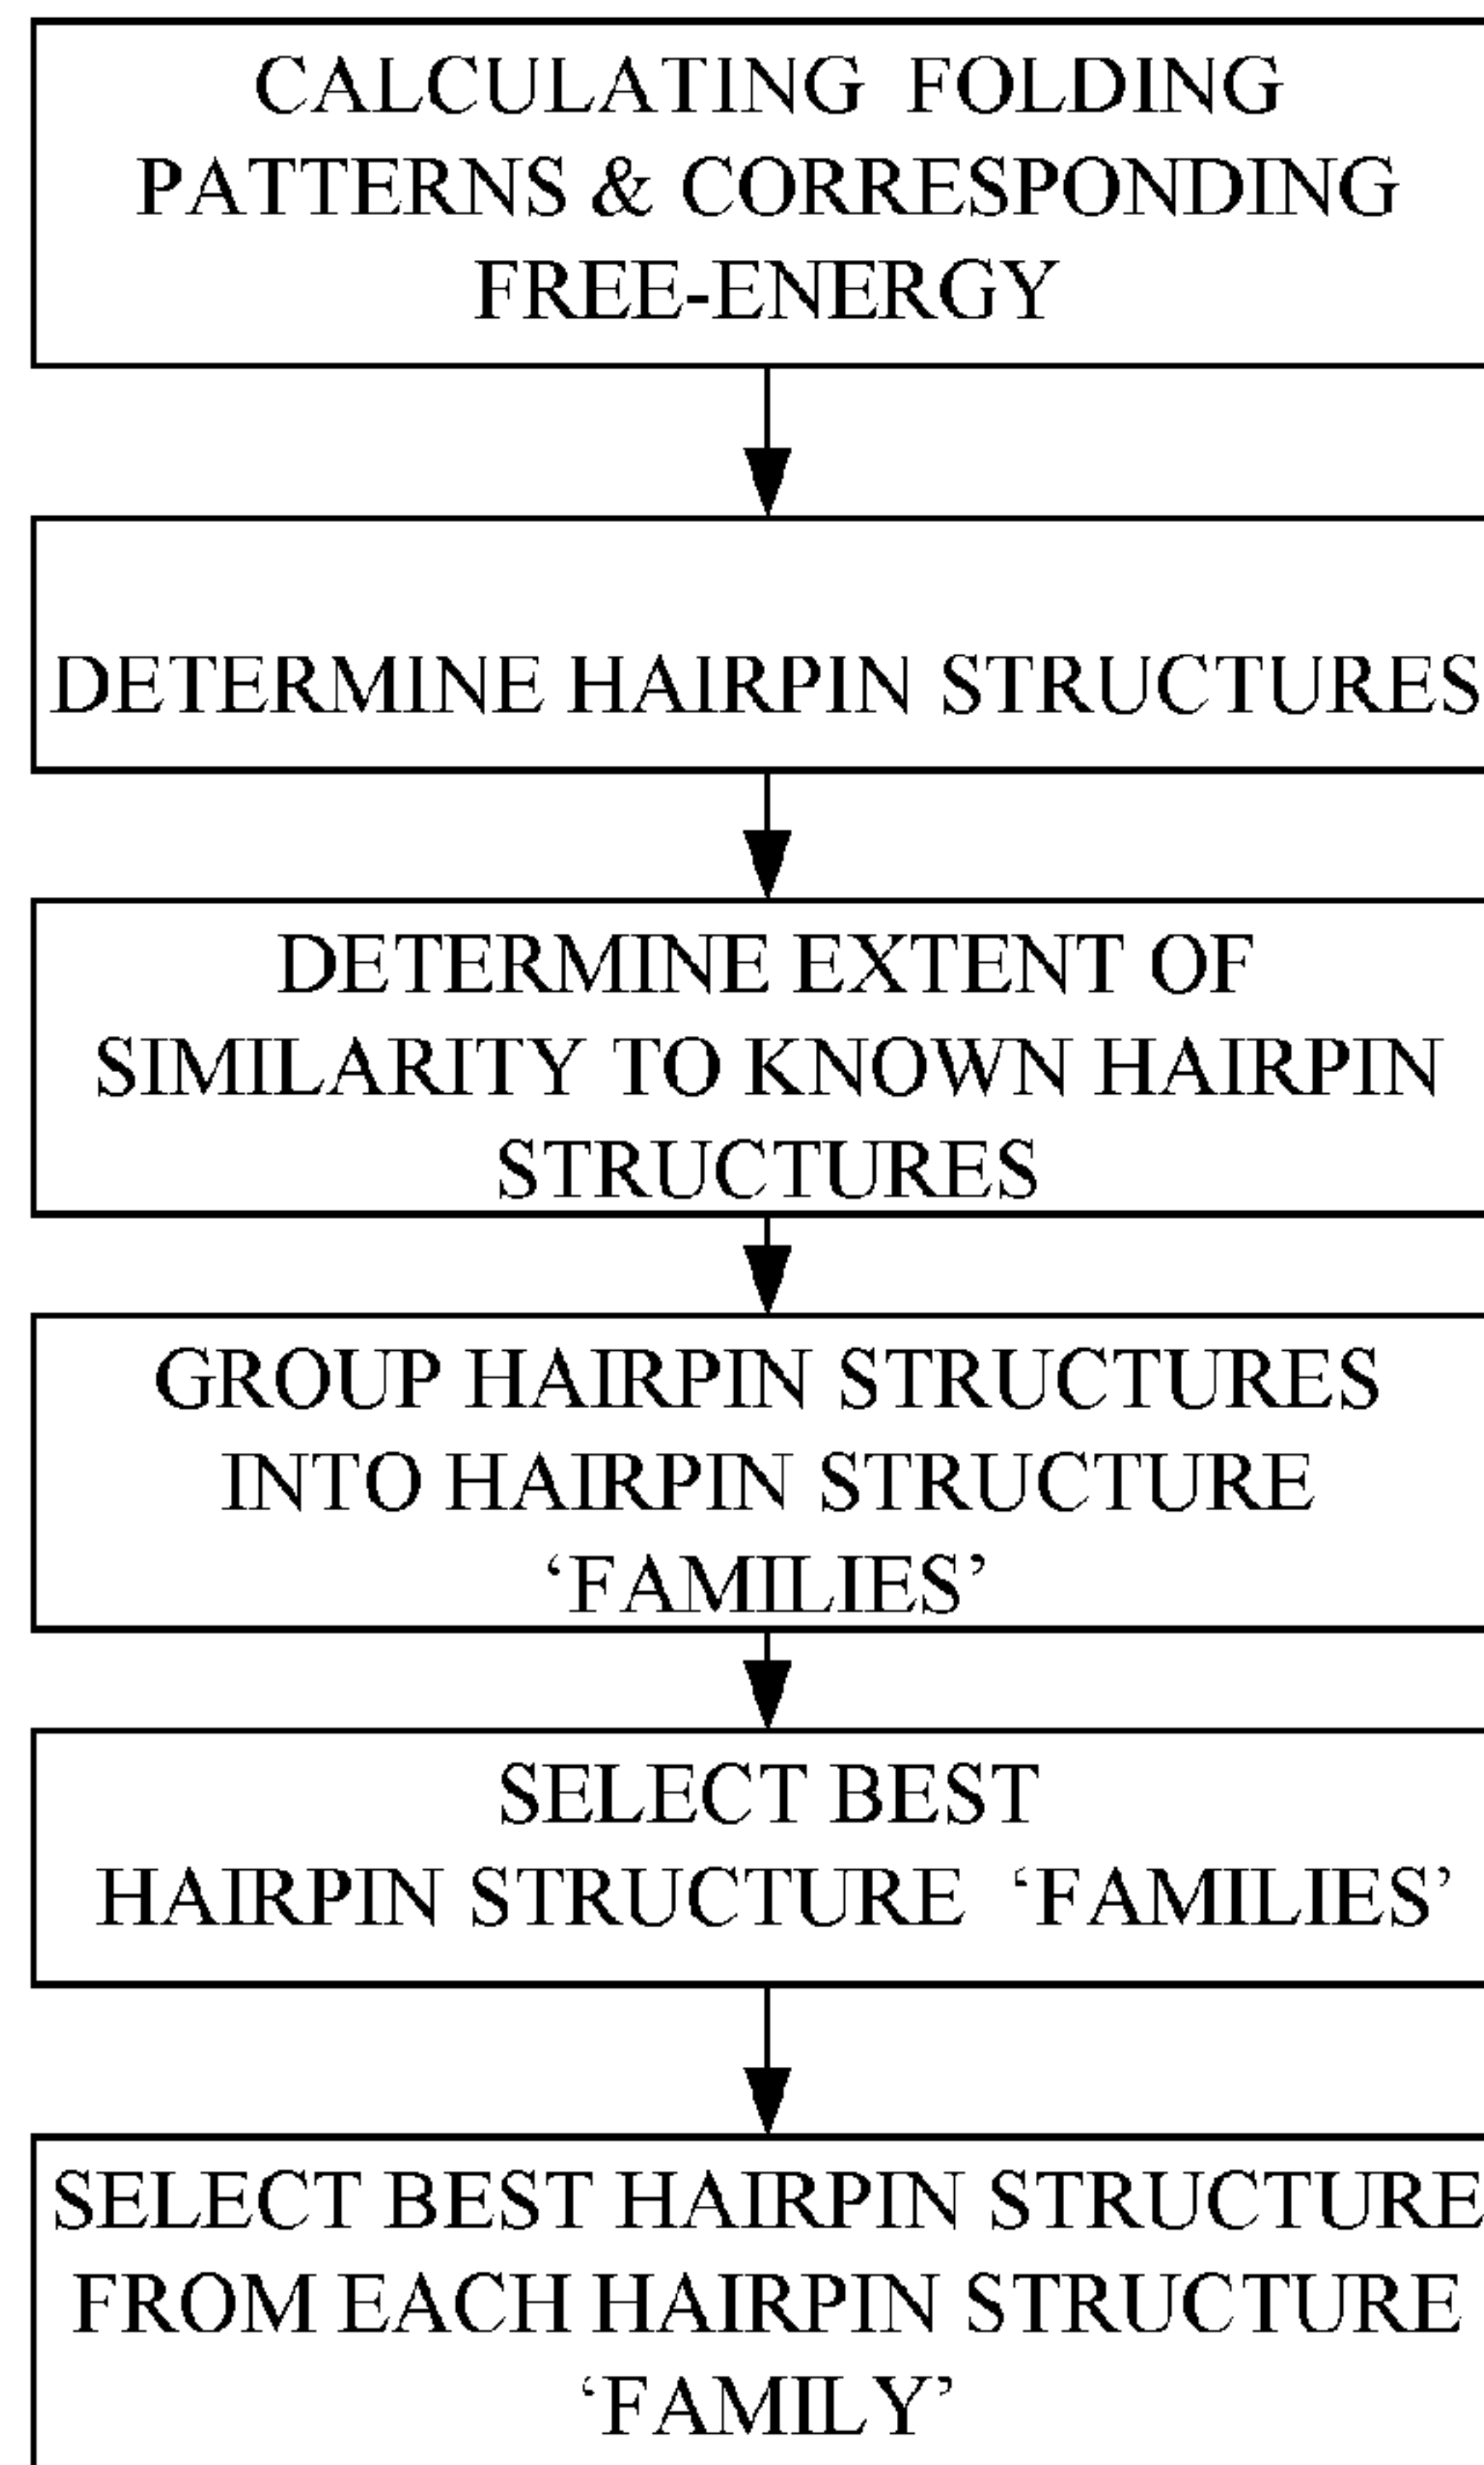 CALCULATING FOLDING
PATTERNS & CORRESPONDING
FREE-ENERGY
DETERMINE HAIRPIN STRUCTURES
DETERMINE EXTENT OF
SIMILARITY TO KNOWN HAIRPIN
STRUCTURES
GROUP HAIRPIN STRUCTURES
INTO HAIRPIN STRUCTURE
‘FAMILIES’
SELECT BEST
HAIRPIN STRUCTURE ‘FAMILIES’
SELECT BEST HAIRPIN STRUCTURE
FROM EACH HAIRPIN STRUCTURE
‘FAMILY’